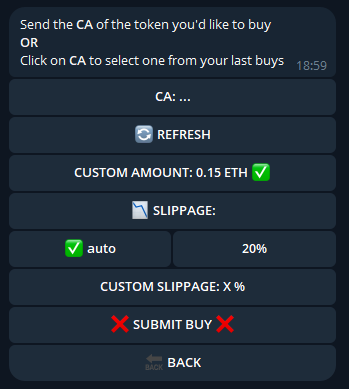 Send the CA of the token you'd like to buy
OR
Click on CA to select one from your last buys 18:59
CA: ...
🔄 REFRESH
CUSTOM AMOUNT: 0.15 ETH ✅
📉 SLIPPAGE:
✅ auto 20%
CUSTOM SLIPPAGE: X %
❌ SUBMIT BUY ❌
🔙 BACK